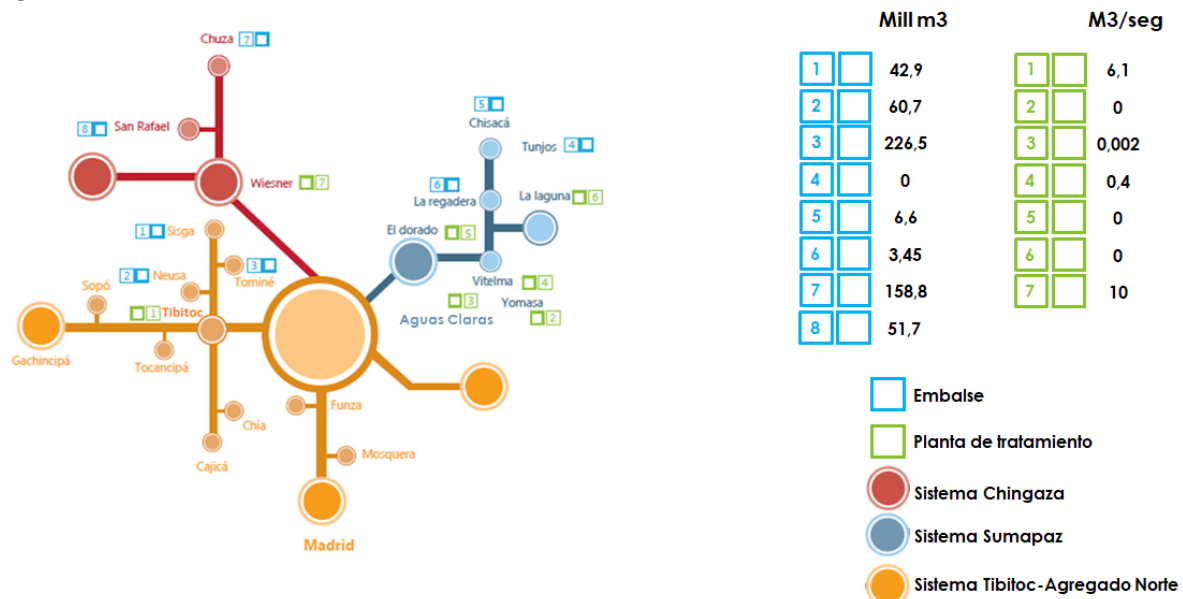 Mill m3
M3/seg
Chuza 7
8 San Rafael
Wiesner 7
5
Chisacá
Tunjos 4
6
La regadera
La laguna 6
El dorado 5
1 Sisga
3
2 Neusa
Tominé
Sopó
1 Tibitoc
Vitelma 4
3
Yomasa
Aguas Claras
2
Gachincipá
Tocancipá
Funza
Chía
Cajicá
Mosquera
Madrid
1 42,9
2 60,7
3 226,5
4 0
5 6,6
6 3,45
7 158,8
8 51,7
1 6,1
2 0
3 0,002
4 0,4
5 0
6 0
7 10
Embalse
Planta de tratamiento
Sistema Chingaza
Sistema Sumapaz
Sistema Tibitoc-Agregado Norte